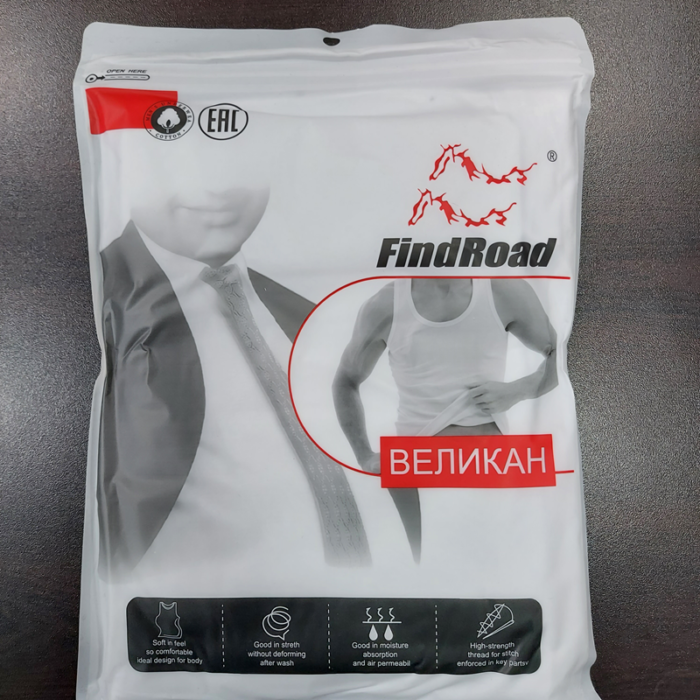 OPEN HERE
COTTON
EAC
®
FindRoad
ВЕЛИКАН
Soft in feel
so comfortable
ideal design for body
Good in streth
without deforming
after wash
Good in moisture
absorption
and air permeabil
High-strength
thread for stitch
enforced in key parts